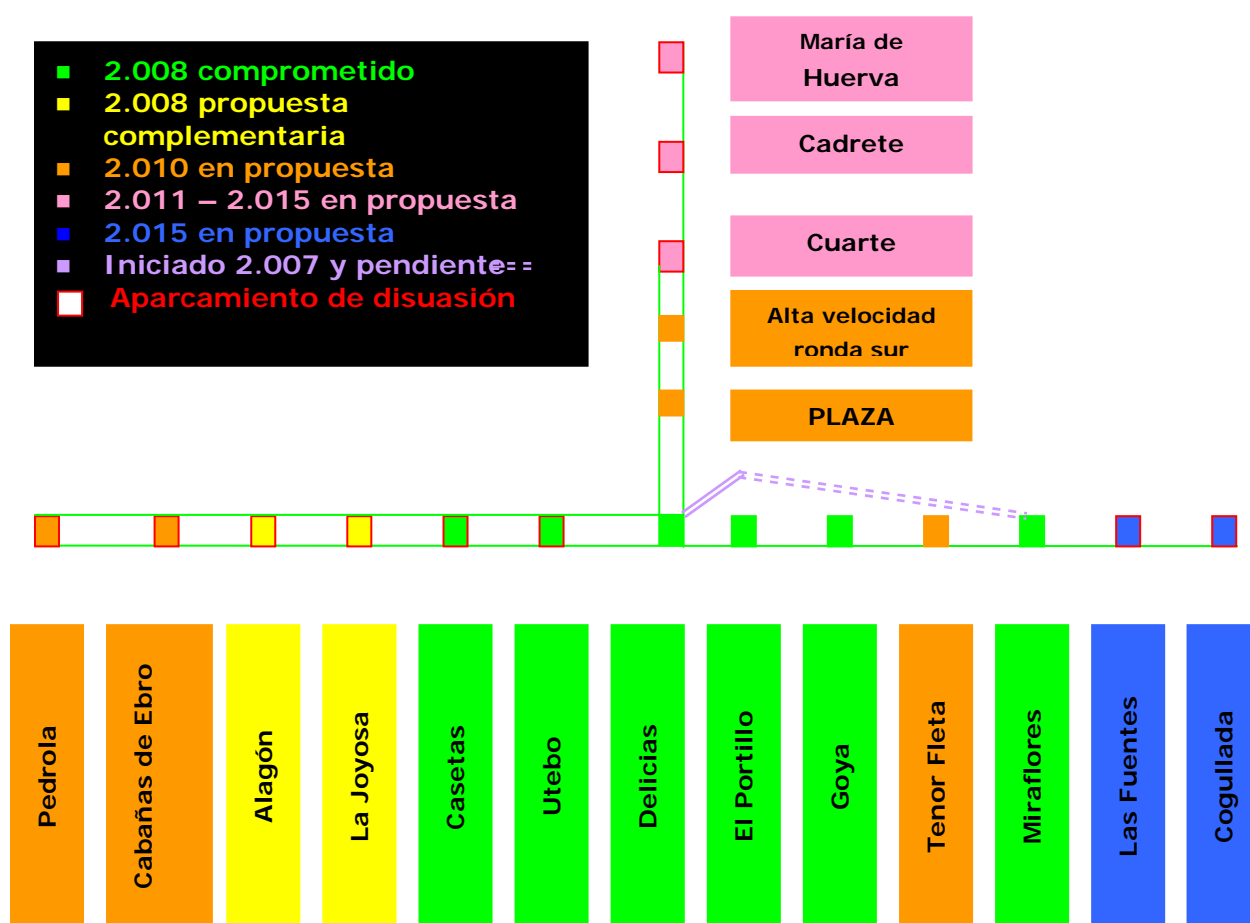 2.008 comprometido
2.008 propuesta
complementaria
2.010 en propuesta
2.011 – 2.015 en propuesta
2.015 en propuesta
Iniciado 2.007 y pendiente==
Aparcamiento de disuasión
María de
Huerva
Cadrete
Cuarte
Alta velocidad
ronda sur
PLAZA
Pedrola
Cabañas de Ebro
Alagón
La Joyosa
Casetas
Utebo
Delicias
El Portillo
Goya
Tenor Fleta
Miraflores
Las Fuentes
Cogullada